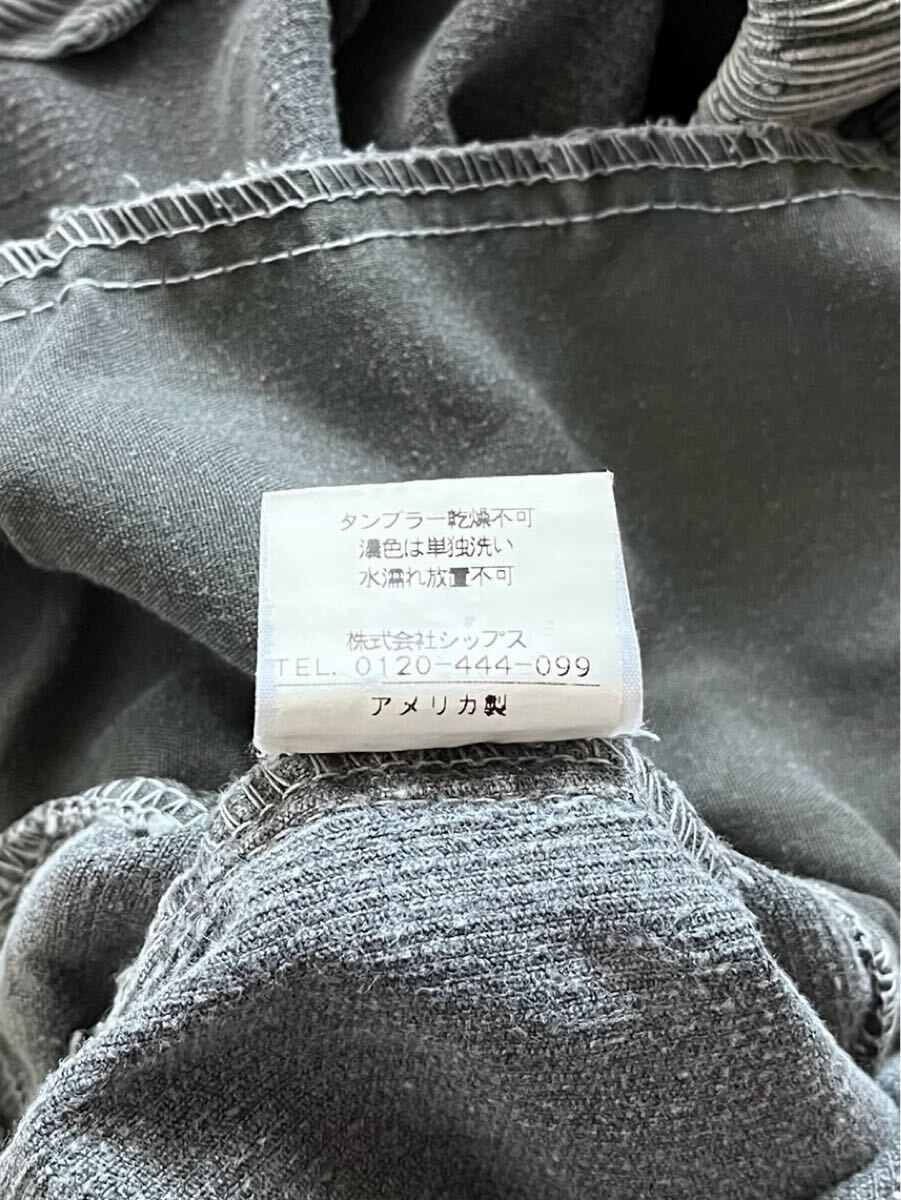 タンブラー乾燥不可
濃色は単独洗い
水濡れ放置不可
株式会社シップス
TEL. 0120-444-099
アメリカ製